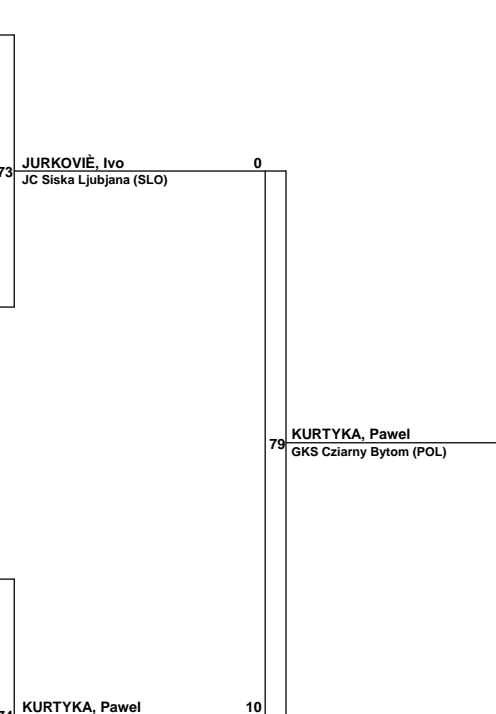 JURKOVIÈ, Ivo 0
73
JC Siska Ljubjana (SLO)
KURTYKA, Pawel
79
GKS Cziarny Bytom (POL)
KURTYKA, Pawel 10